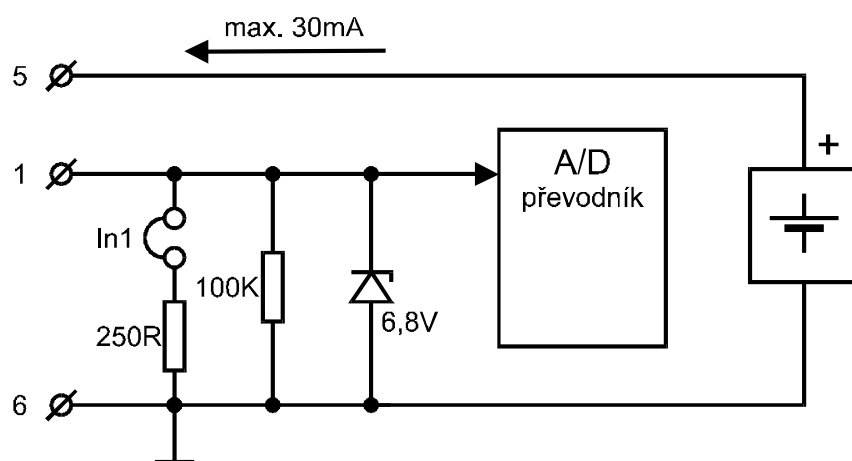 max. 30mA
5
1
A/D
převodník
+
In1
100K
250R
6,8V
6